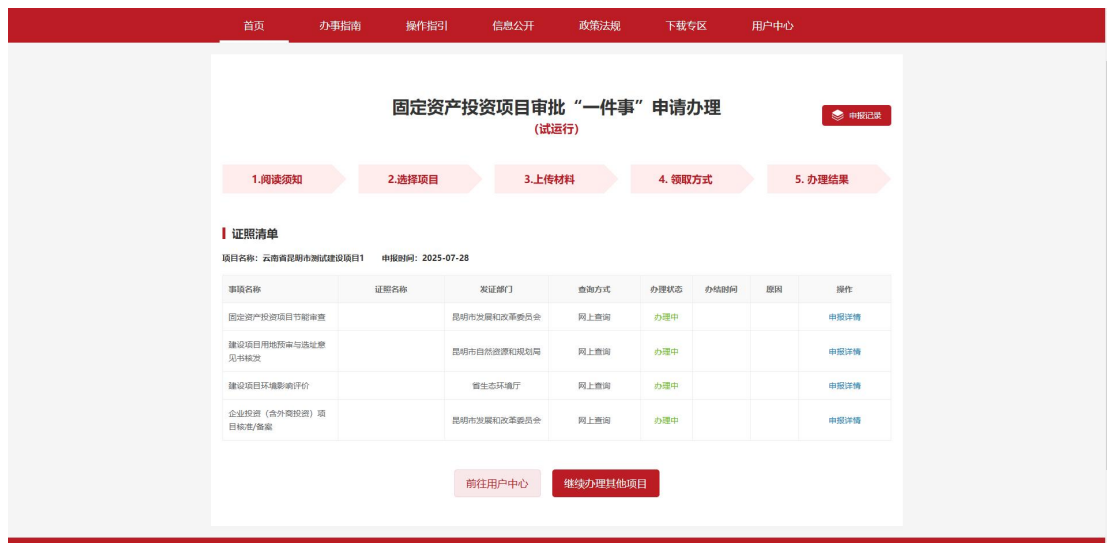 首页 办事指南 操作指引 信息公开 政策法规 下载专区 用户中心
固定资产投资项目审批“一件事”申请办理
(试运行)
申报记录
1.阅读须知 2.选择项目 3.上传材料 4. 领取方式 5. 办理结果
证照清单
项目名称：云南省昆明市测试建设项目1 申报时间：2025-07-28
事项名称 证照名称 发证部门 查询方式 办理状态 办结时间 原因 操作
固定资产投资项目节能审查 昆明市发展和改革委员会 网上查询 办理中 申报详情
建设项目用地预审与选址意
见书核发 昆明市自然资源和规划局 网上查询 办理中 申报详情
建设项目环境影响评价 省生态环境厅 网上查询 办理中 申报详情
企业投资（含外商投资）项
目核准/备案 昆明市发展和改革委员会 网上查询 办理中 申报详情
前往用户中心 继续办理其他项目